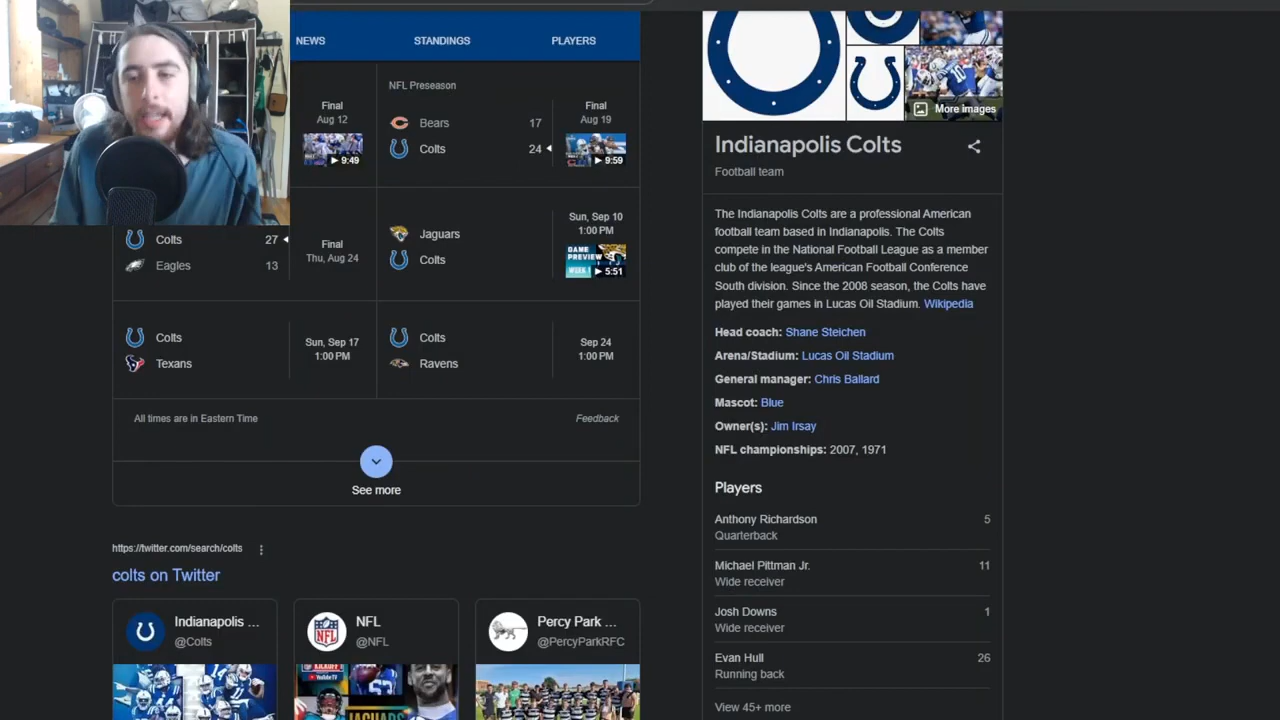 NEWS
STANDINGS
PLAYERS
Final
Aug 12
9:49
NFL Preseason
Bears 17
Colts 24
Final
Aug 19
9:59
Colts 27
Eagles 13
Final
Thu, Aug 24
Jaguars
Colts
Sun, Sep 10
1:00 PM
GAME
PREVIEW
WEEK 1
5:51
Colts
Texans
Sun, Sep 17
1:00 PM
Colts
Ravens
Sep 24
1:00 PM
All times are in Eastern Time
Feedback
See more
https://twitter.com/search/colts
colts on Twitter
Indianapolis ...
@Colts
NFL
@NFL
Percy Park ...
@PercyParkRFC
NFL
KICKOFF
YouTubeTV
JAGUARS
More images
Indianapolis Colts
Football team
The Indianapolis Colts are a professional American
football team based in Indianapolis. The Colts
compete in the National Football League as a member
club of the league's American Football Conference
South division. Since the 2008 season, the Colts have
played their games in Lucas Oil Stadium. Wikipedia
Head coach: Shane Steichen
Arena/Stadium: Lucas Oil Stadium
General manager: Chris Ballard
Mascot: Blue
Owner(s): Jim Irsay
NFL championships: 2007, 1971
Players
Anthony Richardson 5
Quarterback
Michael Pittman Jr. 11
Wide receiver
Josh Downs 1
Wide receiver
Evan Hull 26
Running back
View 45+ more